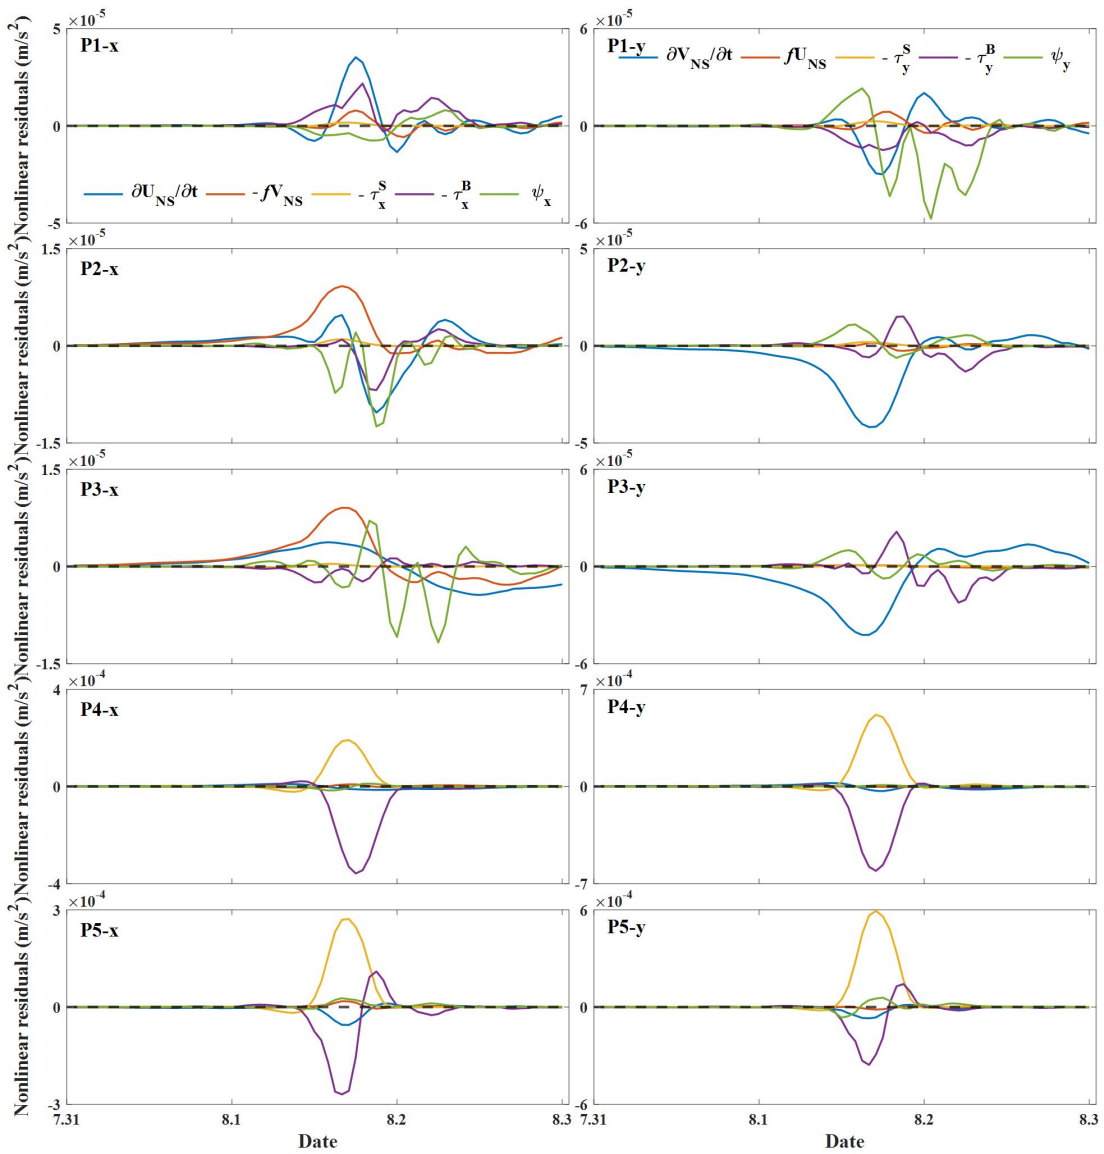 ×10⁻⁵
5
P1-x
0
∂U_NS/∂t -fV_NS - τ_x^S - τ_x^B ψ_x
-5
Nonlinear residuals (m/s²)
×10⁻⁵
6
P1-y
∂V_NS/∂t fU_NS - τ_y^S - τ_y^B ψ_y
0
-6
×10⁻⁵
1.5
P2-x
0
-1.5
Nonlinear residuals (m/s²)
×10⁻⁵
5
P2-y
0
-5
×10⁻⁵
1.5
P3-x
0
-1.5
Nonlinear residuals (m/s²)
×10⁻⁵
6
P3-y
0
-6
×10⁻⁴
4
P4-x
0
-4
Nonlinear residuals (m/s²)
×10⁻⁴
7
P4-y
0
-7
×10⁻⁴
3
P5-x
0
-3
Nonlinear residuals (m/s²)
7.31 8.1 8.2 8.3
Date
×10⁻⁴
6
P5-y
0
-6
7.31 8.1 8.2 8.3
Date